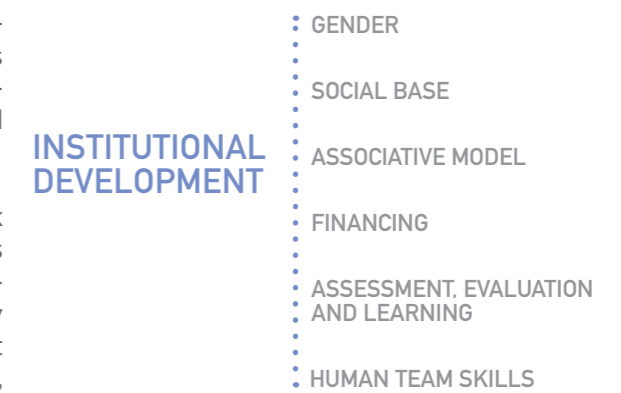 INSTITUTIONAL
DEVELOPMENT
GENDER
SOCIAL BASE
ASSOCIATIVE MODEL
FINANCING
ASSESSMENT, EVALUATION
AND LEARNING
HUMAN TEAM SKILLS